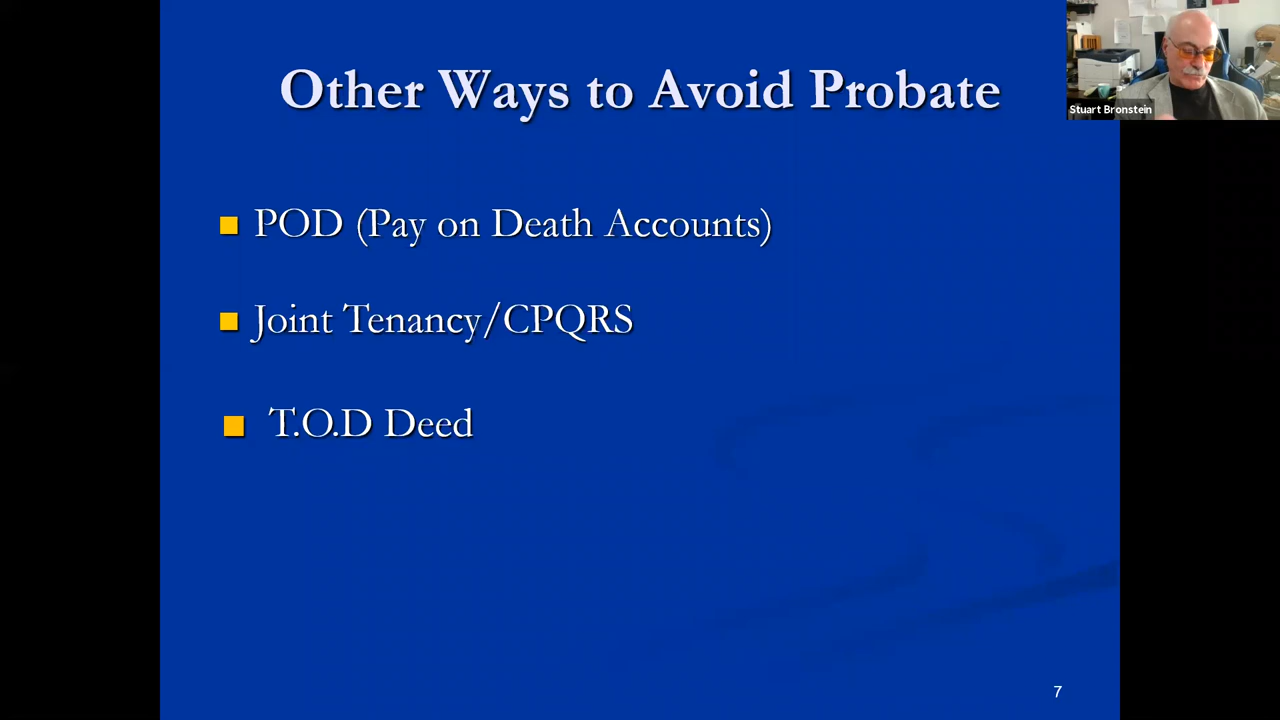 Other Ways to Avoid Probate
Stuart Bronstein
POD (Pay on Death Accounts)
Joint Tenancy/CPQRS
T.O.D Deed
7